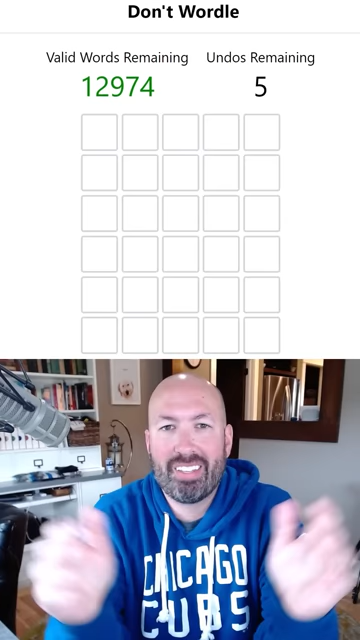 Don't Wordle
Valid Words Remaining Undos Remaining
12974 5
CHICAGO
CUBS